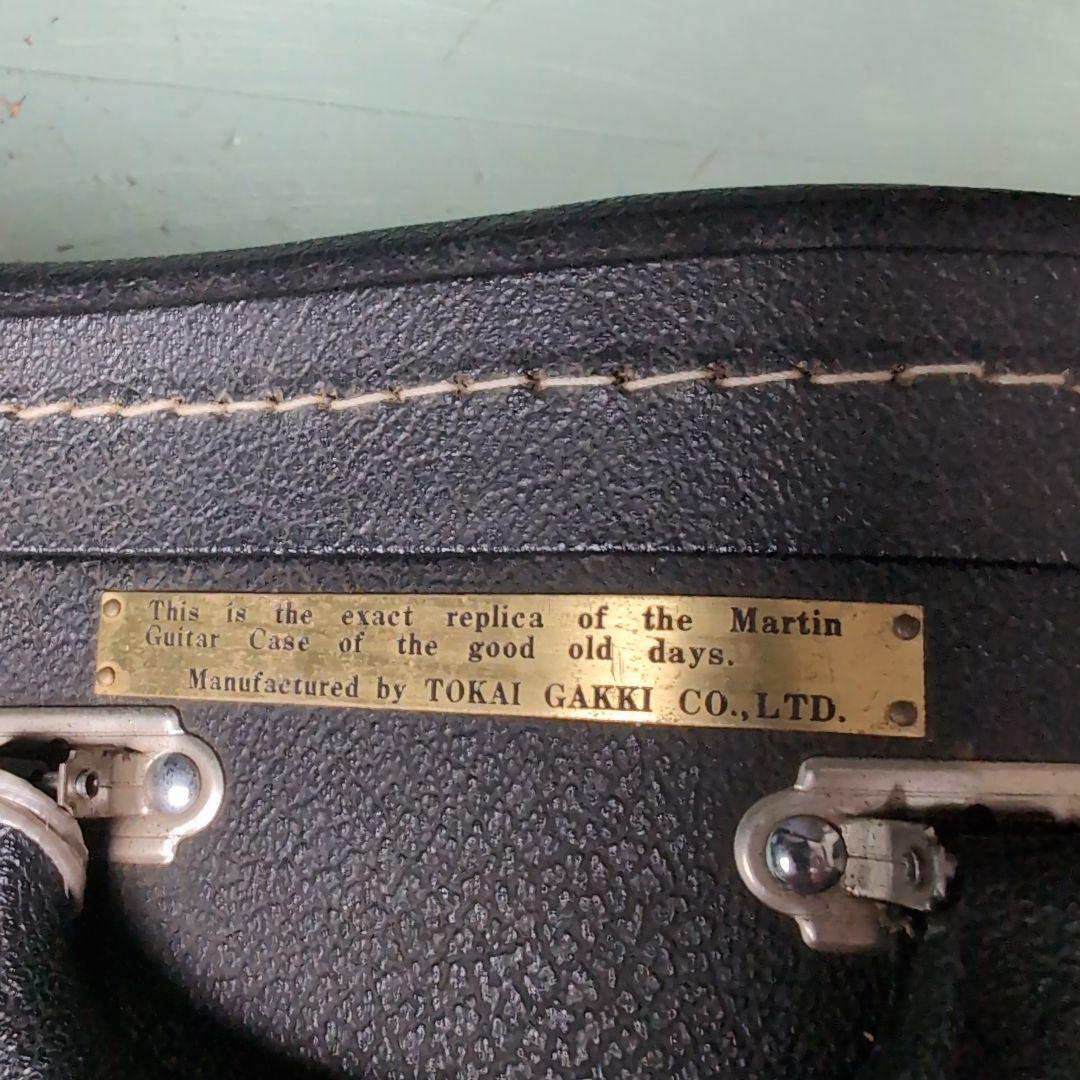 This is the exact replica of the Martin
Guitar Case of the good old days.
Manufactured by TOKAI GAKKI CO.,LTD.